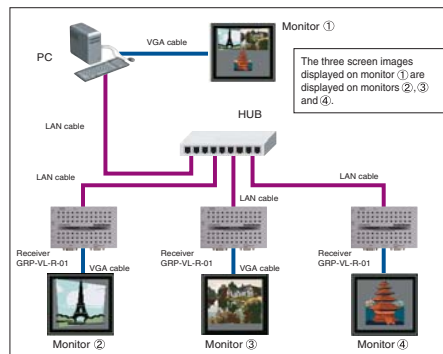 Monitor ①
VGA cable
PC
The three screen images
displayed on monitor ① are
displayed on monitors ②, ③
and ④.
HUB
LAN cable
LAN cable
LAN cable
LAN cable
Receiver
GRP-VL-R-01
VGA cable
Receiver
GRP-VL-R-01
VGA cable
Receiver
GRP-VL-R-01
Monitor ②
Monitor ③
Monitor ④